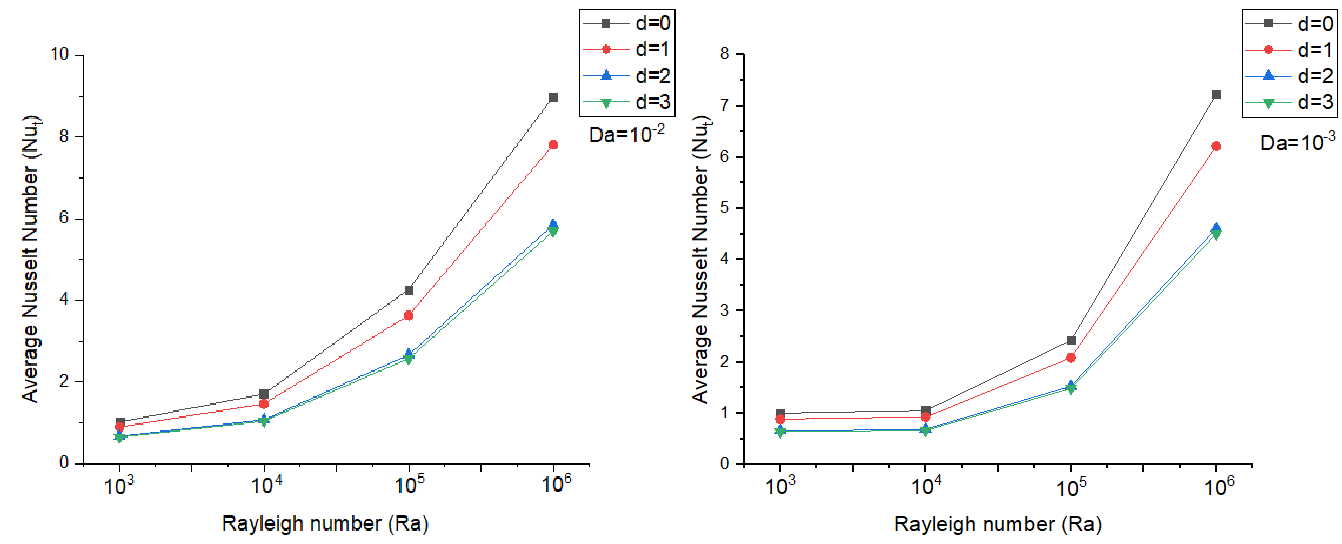 d=0
d=1
d=2
d=3
Da=10⁻²
10
8
6
4
2
0
Average Nusselt Number (Nuₜ)
10³ 10⁴ 10⁵ 10⁶
Rayleigh number (Ra)
d=0
d=1
d=2
d=3
Da=10⁻³
8
7
6
5
4
3
2
1
0
Average Nusselt Number (Nuₜ)
10³ 10⁴ 10⁵ 10⁶
Rayleigh number (Ra)